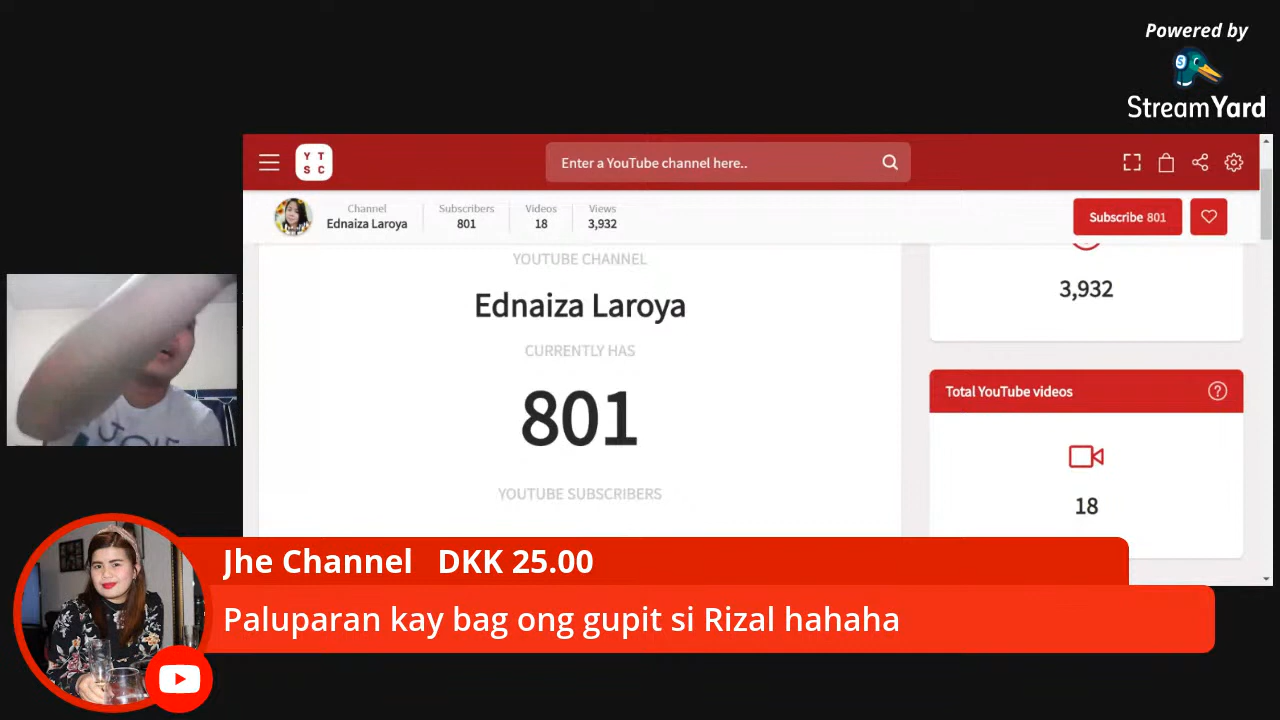 Powered by
StreamYard
Y T
S C
Enter a YouTube channel here..
Channel
Ednaiza Laroya
Subscribers
801
Videos
18
Views
3,932
Subscribe 801
YOUTUBE CHANNEL
Ednaiza Laroya
CURRENTLY HAS
801
YOUTUBE SUBSCRIBERS
3,932
Total YouTube videos
18
Jhe Channel DKK 25.00
Paluparan kay bag ong gupit si Rizal hahaha